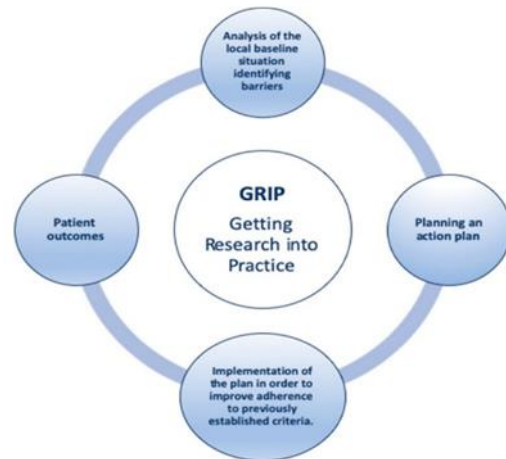 Analysis of the
local baseline
situation
identifying
barriers
GRIP
Getting
Research into
Practice
Patient
outcomes
Planning an
action plan
Implementation of
the plan in order to
improve adherence
to previously
established criteria.